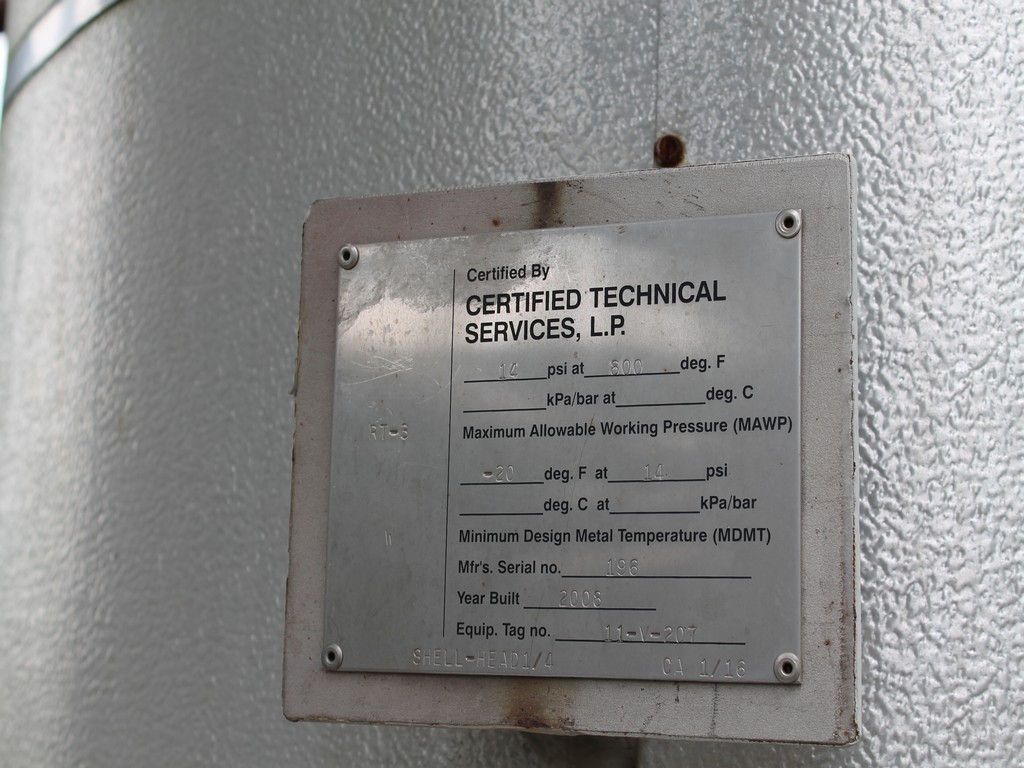 Certified By
CERTIFIED TECHNICAL
SERVICES, L.P.
14 psi at 800 deg. F
kPa/bar at deg. C
RT-3
Maximum Allowable Working Pressure (MAWP)
-20 deg. F at 14 psi
deg. C at kPa/bar
W
Minimum Design Metal Temperature (MDMT)
Mfr's. Serial no. 196
Year Built 2008
Equip. Tag no. 11-V-207
SHELL-HEAD1/4 CA 1/16